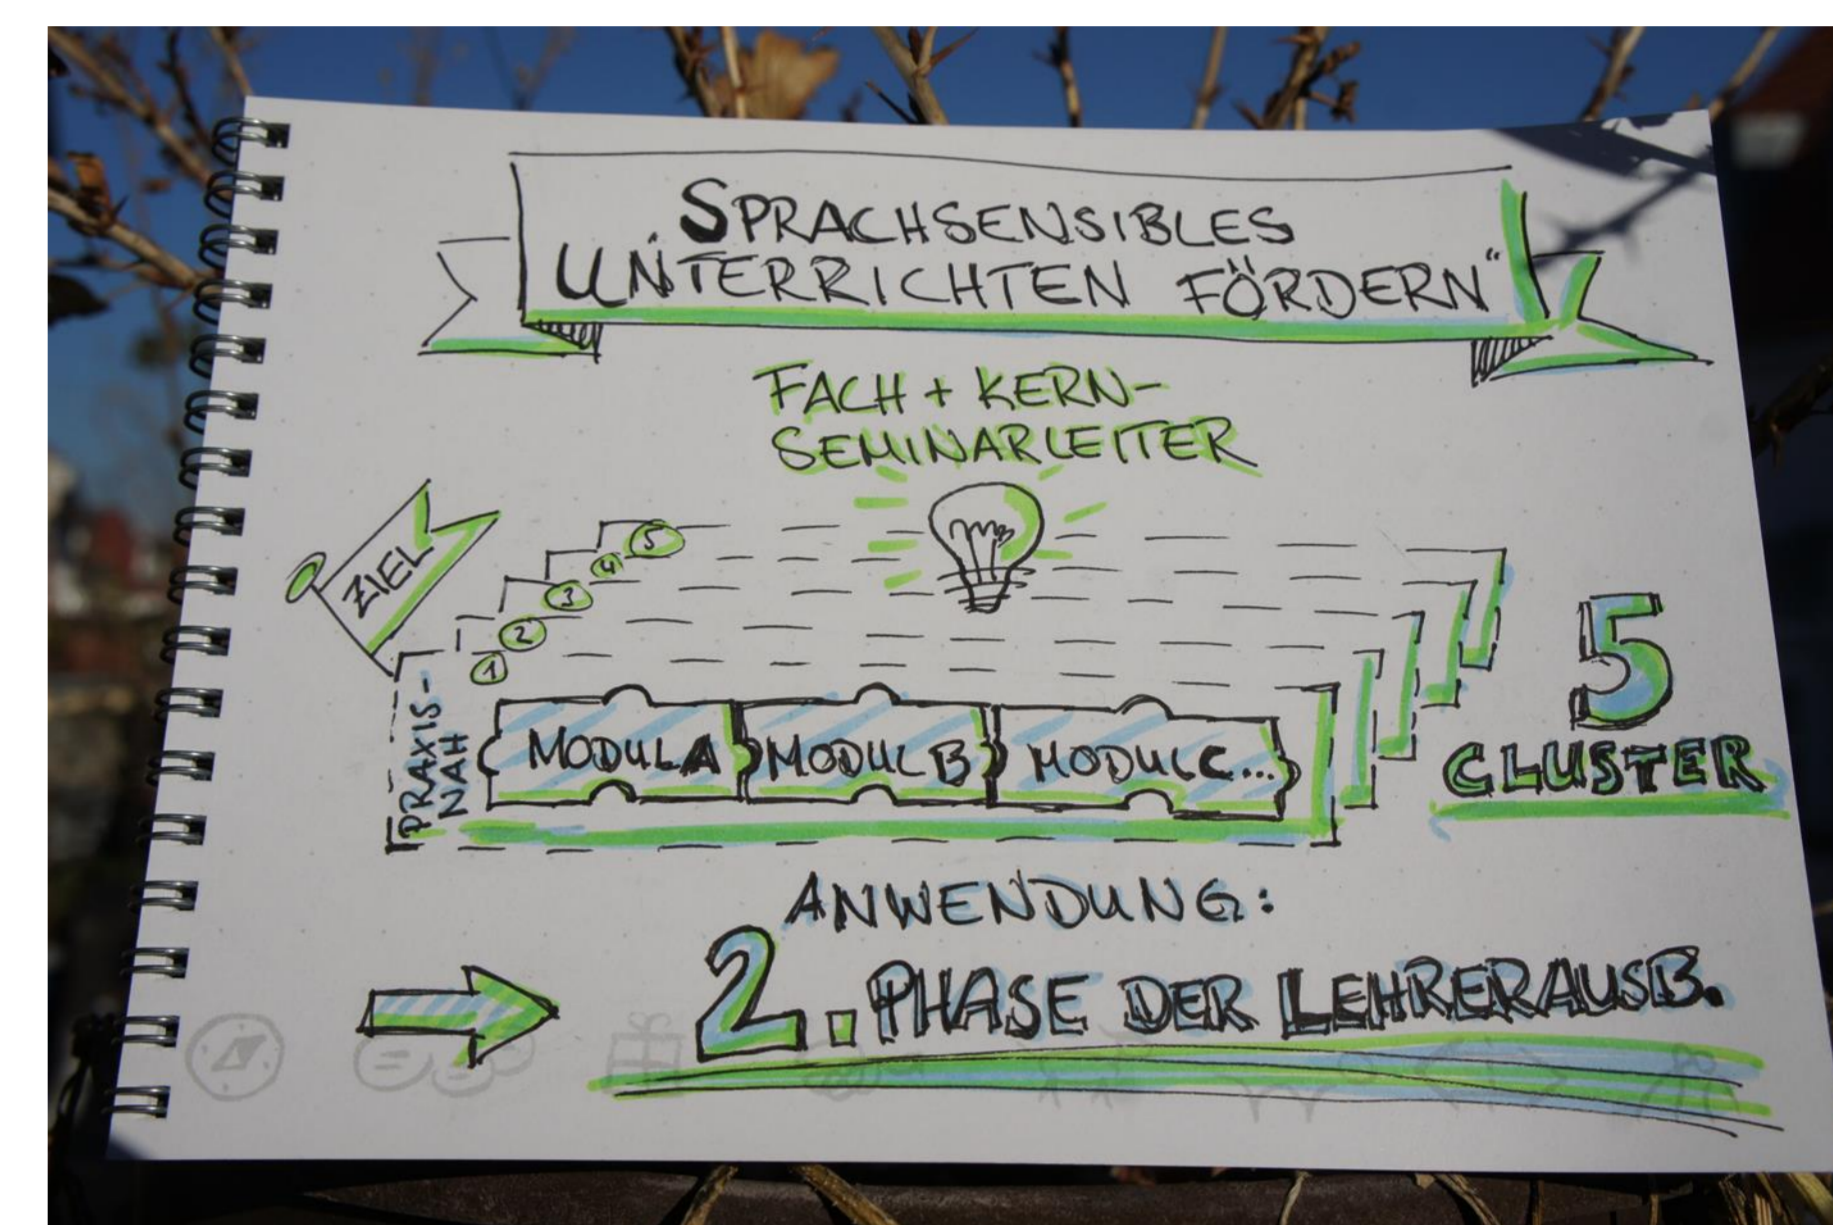 „SPRACHSENSIBLES
UNTERRICHTEN FÖRDERN“
FACH + KERN-
SEMINARLEITER
ZIEL
5
4
3
2
1
PRAXIS-
NAH
MODUL A MODUL B MODUL C...
5
CLUSTER
ANWENDUNG:
2. PHASE DER LEHRERAUSB.